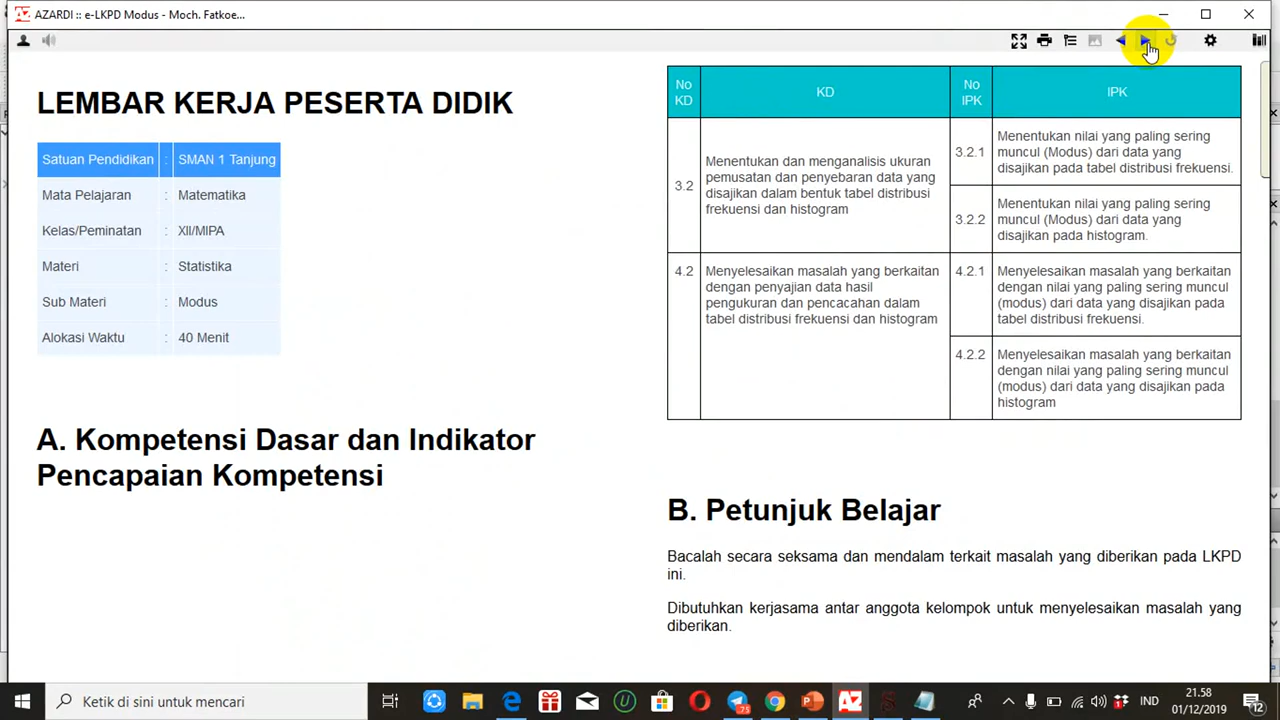 AZARDI :: e-LKPD Modus - Moch. Fatkoe...
LEMBAR KERJA PESERTA DIDIK
Satuan Pendidikan : SMAN 1 Tanjung
Mata Pelajaran : Matematika
Kelas/Peminatan : XII/MIPA
Materi : Statistika
Sub Materi : Modus
Alokasi Waktu : 40 Menit
A. Kompetensi Dasar dan Indikator
Pencapaian Kompetensi
No
KD
KD
No
IPK
IPK
3.2
Menentukan dan menganalisis ukuran
pemusatan dan penyebaran data yang
disajikan dalam bentuk tabel distribusi
frekuensi dan histogram
3.2.1
Menentukan nilai yang paling sering
muncul (Modus) dari data yang
disajikan pada tabel distribusi frekuensi.
3.2.2
Menentukan nilai yang paling sering
muncul (Modus) dari data yang
disajikan pada histogram.
4.2
Menyelesaikan masalah yang berkaitan
dengan penyajian data hasil
pengukuran dan pencacahan dalam
tabel distribusi frekuensi dan histogram
4.2.1
Menyelesaikan masalah yang berkaitan
dengan nilai yang paling sering muncul
(modus) dari data yang disajikan pada
tabel distribusi frekuensi.
4.2.2
Menyelesaikan masalah yang berkaitan
dengan nilai yang paling sering muncul
(modus) dari data yang disajikan pada
histogram
B. Petunjuk Belajar
Bacalah secara seksama dan mendalam terkait masalah yang diberikan pada LKPD
ini.
Dibutuhkan kerjasama antar anggota kelompok untuk menyelesaikan masalah yang
diberikan.
Ketik di sini untuk mencari
75
AZ
IND
21.58
01/12/2019
12